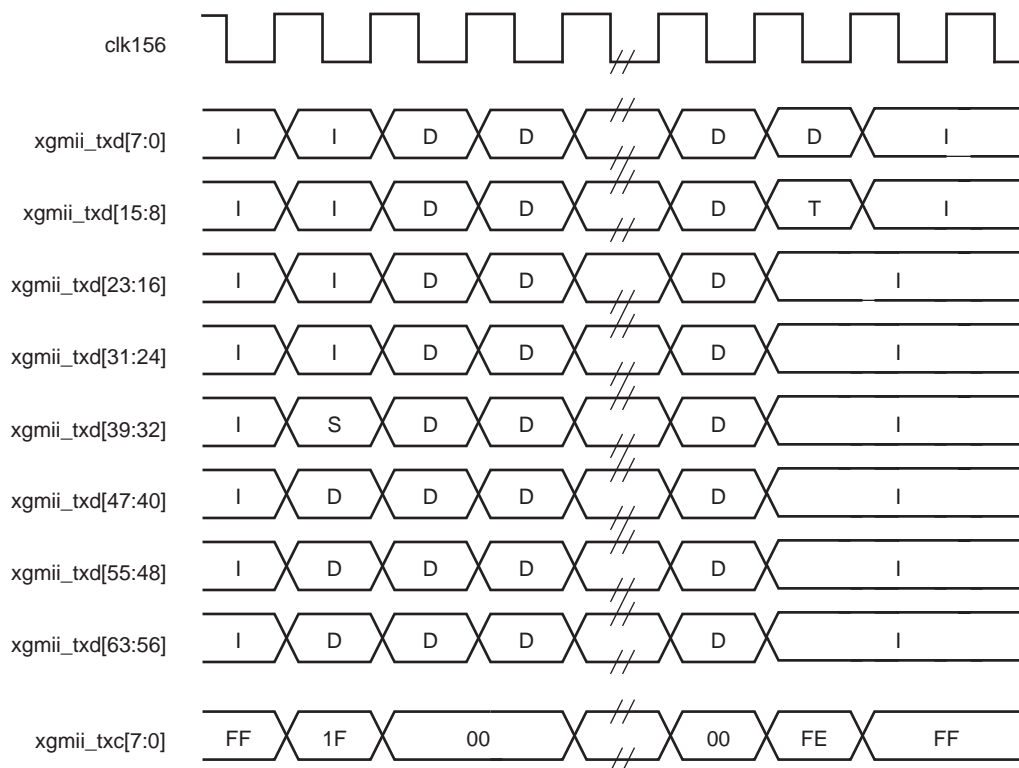 clk156
xgmii_txd[7:0] I I D D D D I
xgmii_txd[15:8] I I D D D T I
xgmii_txd[23:16] I I D D D I
xgmii_txd[31:24] I I D D D I
xgmii_txd[39:32] I S D D D I
xgmii_txd[47:40] I D D D D I
xgmii_txd[55:48] I D D D D I
xgmii_txd[63:56] I D D D D I
xgmii_txc[7:0] FF 1F 00 00 FE FF